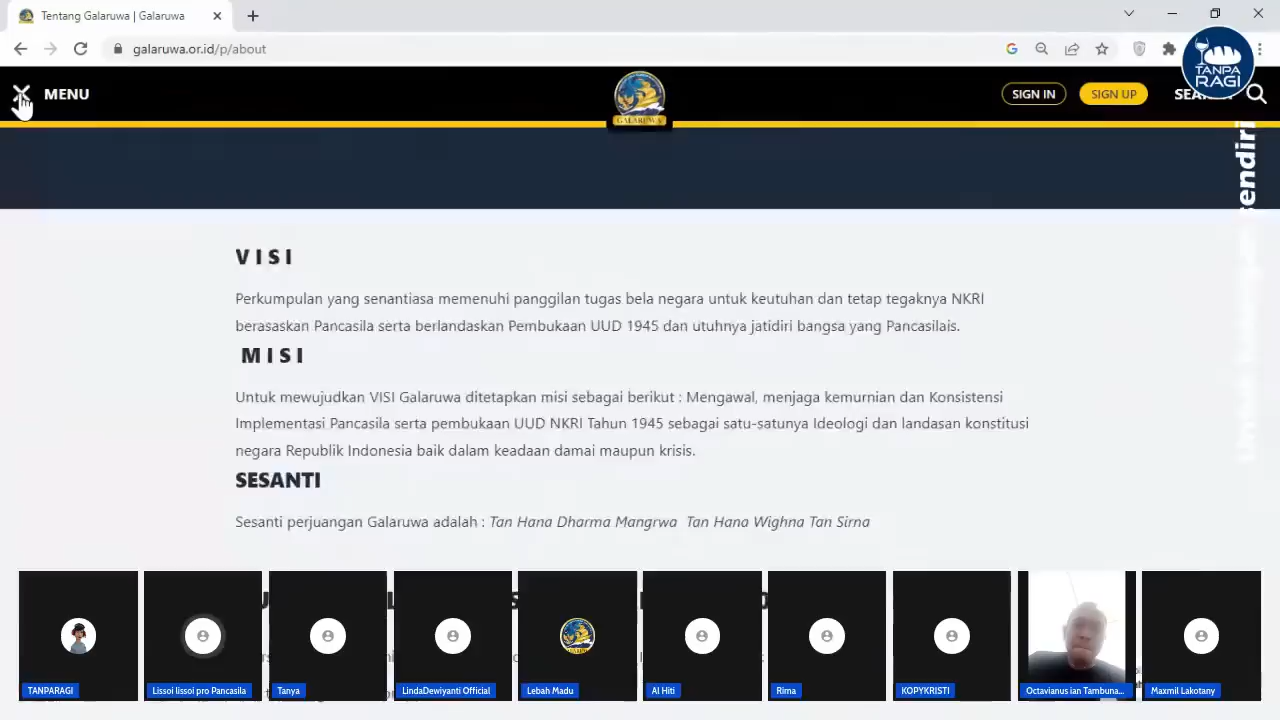 Tentang Galaruwa | Galaruwa
galaruwa.or.id/p/about
TANPA
RAGI
MENU
GALARUWA
SIGN IN
SIGN UP
endiri
V I S I
Perkumpulan yang senantiasa memenuhi panggilan tugas bela negara untuk keutuhan dan tetap tegaknya NKRI
berasaskan Pancasila serta berlandaskan Pembukaan UUD 1945 dan utuhnya jatidiri bangsa yang Pancasilais.
M I S I
Untuk mewujudkan VISI Galaruwa ditetapkan misi sebagai berikut : Mengawal, menjaga kemurnian dan Konsistensi
Implementasi Pancasila serta pembukaan UUD NKRI Tahun 1945 sebagai satu-satunya Ideologi dan landasan konstitusi
negara Republik Indonesia baik dalam keadaan damai maupun krisis.
SESANTI
Sesanti perjuangan Galaruwa adalah : Tan Hana Dharma Mangrwa Tan Hana Wighna Tan Sirna
TANPARAGI
Lissoi lissoi pro Pancasila
Tanya
LindaDewiyanti Official
Lebah Madu
Al Hiti
Rima
KOPYKRISTI
Octavianus ian Tambuna...
Maxmil Lakotany